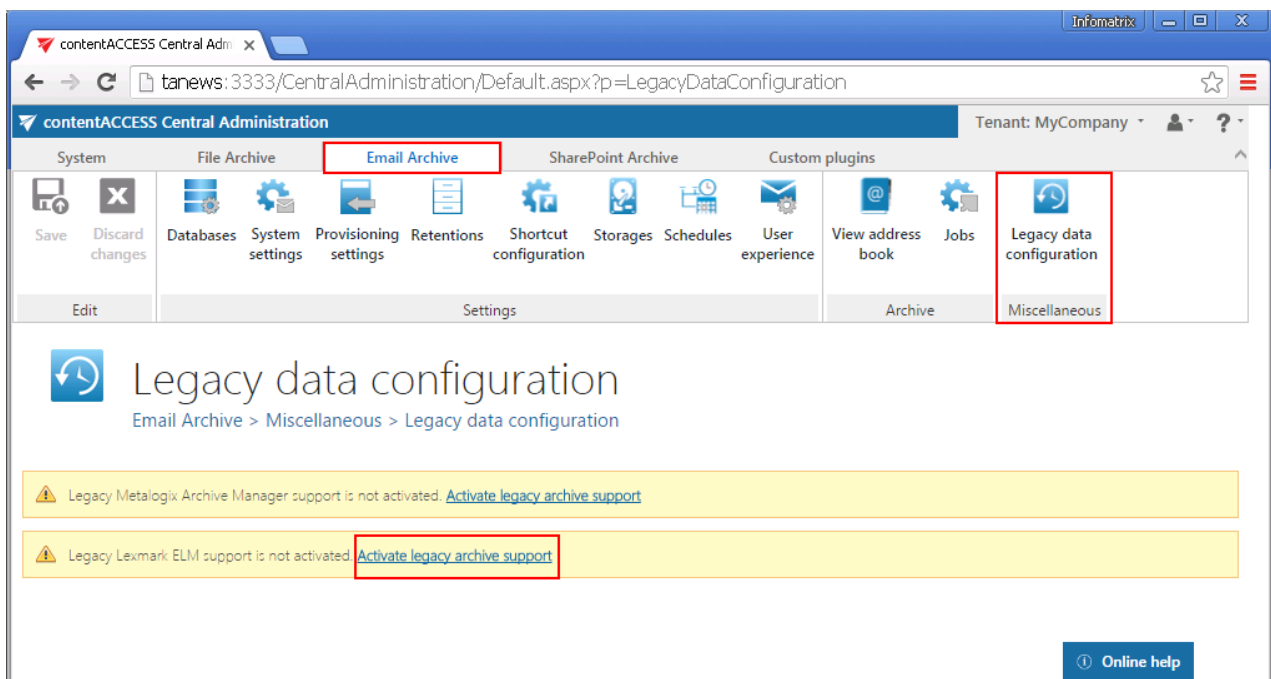 Infomatrix
contentACCESS Central Adm
tanews:3333/CentralAdministration/Default.aspx?p=LegacyDataConfiguration
contentACCESS Central Administration
Tenant: MyCompany
?
System
File Archive
Email Archive
SharePoint Archive
Custom plugins
Save
Discard
changes
Databases
System
settings
Provisioning
settings
Retentions
Shortcut
configuration
Storages
Schedules
User
experience
View address
book
Jobs
Legacy data
configuration
Edit
Settings
Archive
Miscellaneous
Legacy data configuration
Email Archive > Miscellaneous > Legacy data configuration
Legacy Metalogix Archive Manager support is not activated. Activate legacy archive support
Legacy Lexmark ELM support is not activated. Activate legacy archive support
Online help